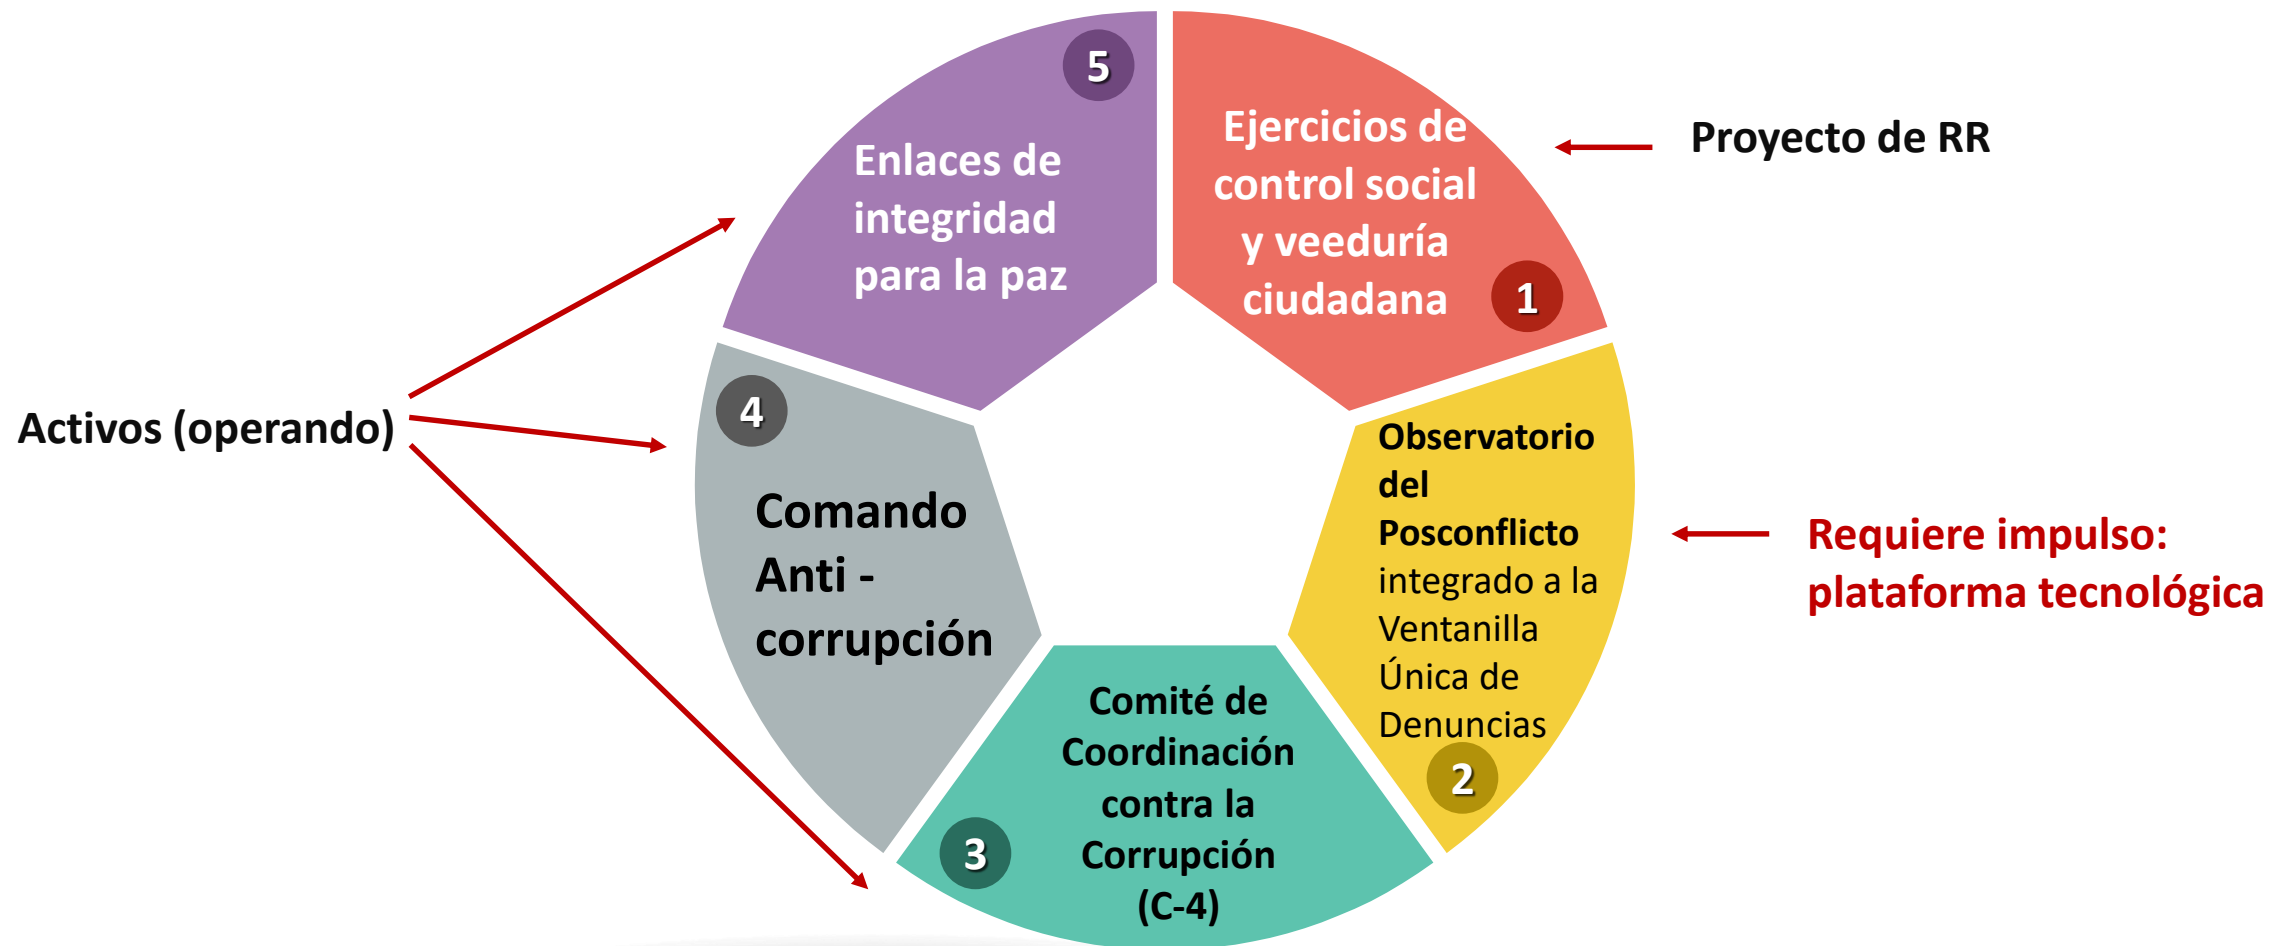 5
Enlaces de
integridad
para la paz
Ejercicios de
control social
y veeduría
ciudadana
1
Proyecto de RR
Activos (operando)
4
Comando
Anti -
corrupción
Observatorio
del
Posconflicto
integrado a la
Ventanilla
Única de
Denuncias
2
Requiere impulso:
plataforma tecnológica
Comité de
Coordinación
contra la
Corrupción
(C-4)
3